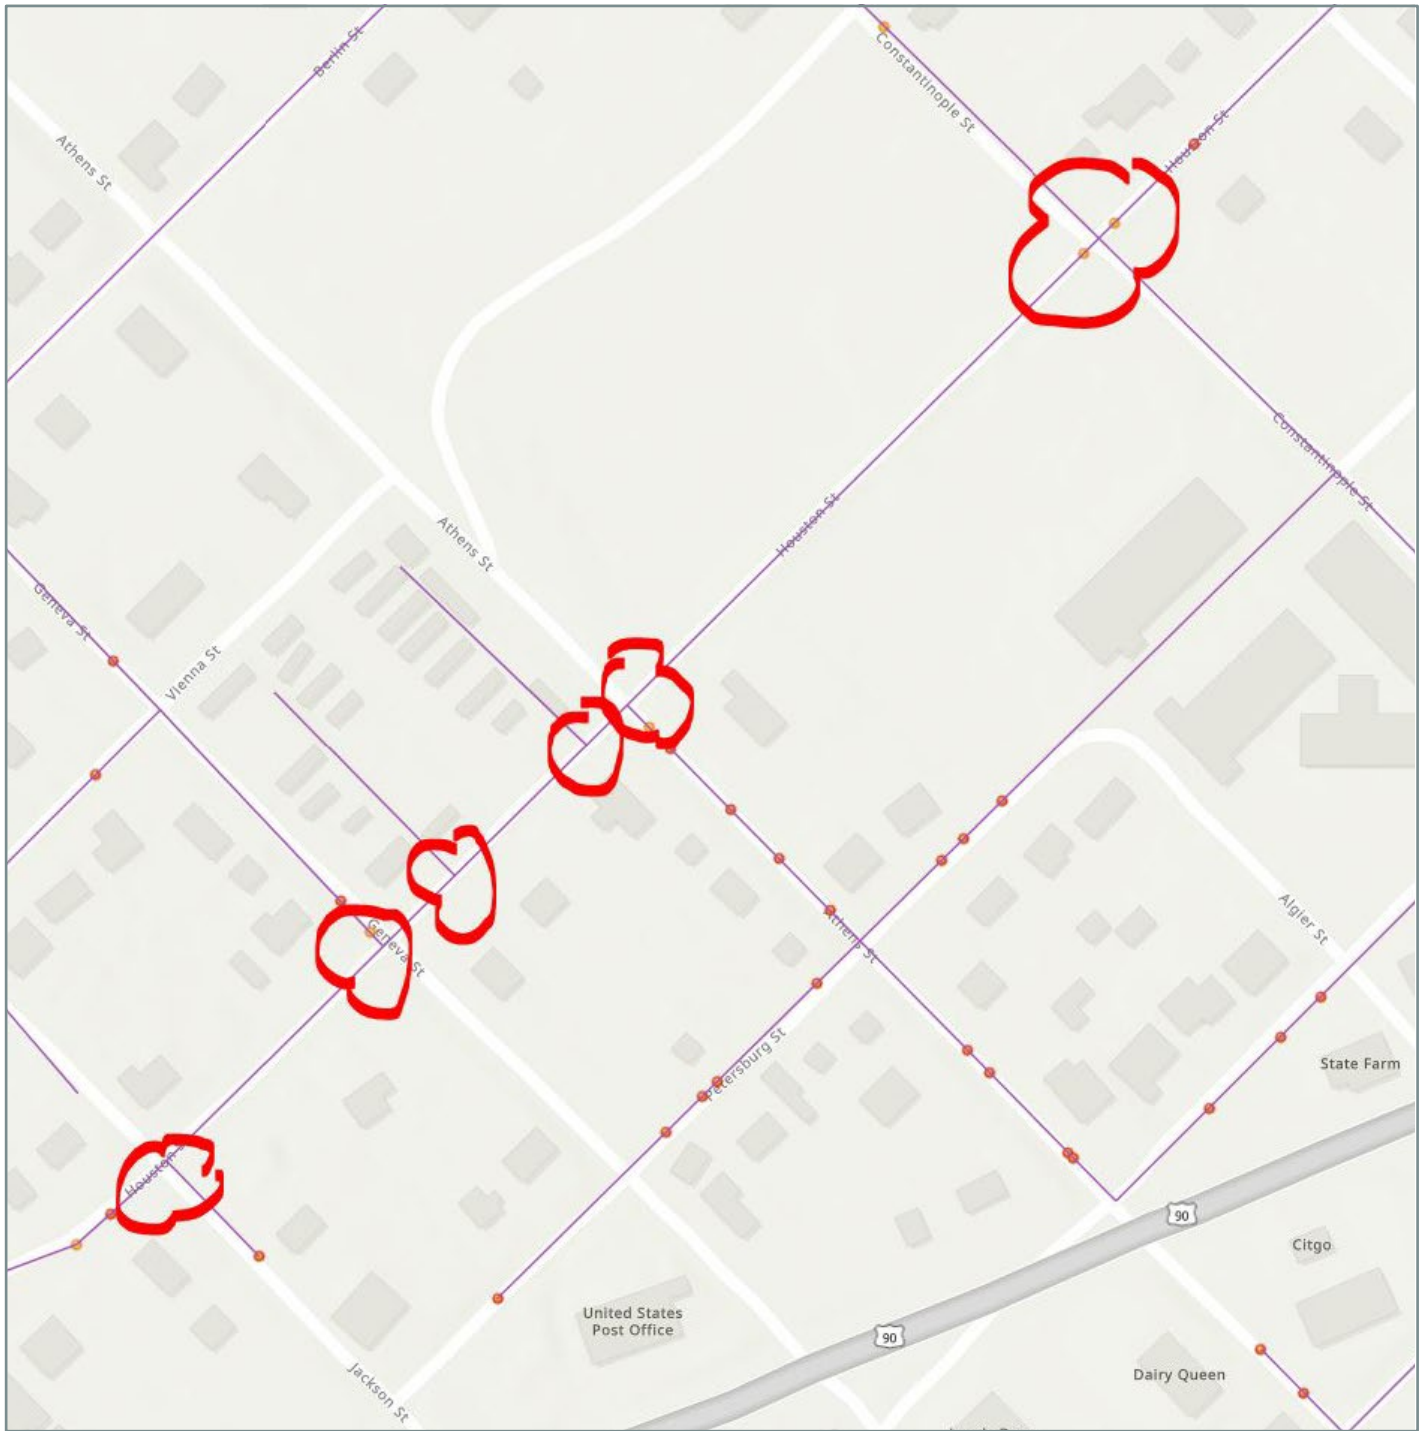 Berlin St
Constantinople St
Athens St
Houston St
Constantinople St
Houston St
Athens St
Geneva St
Vienna St
Algier St
Geneva St
Athens St
Petersburg St
State Farm
Houston
90
Citgo
United States
Post Office
90
Dairy Queen
Jackson St